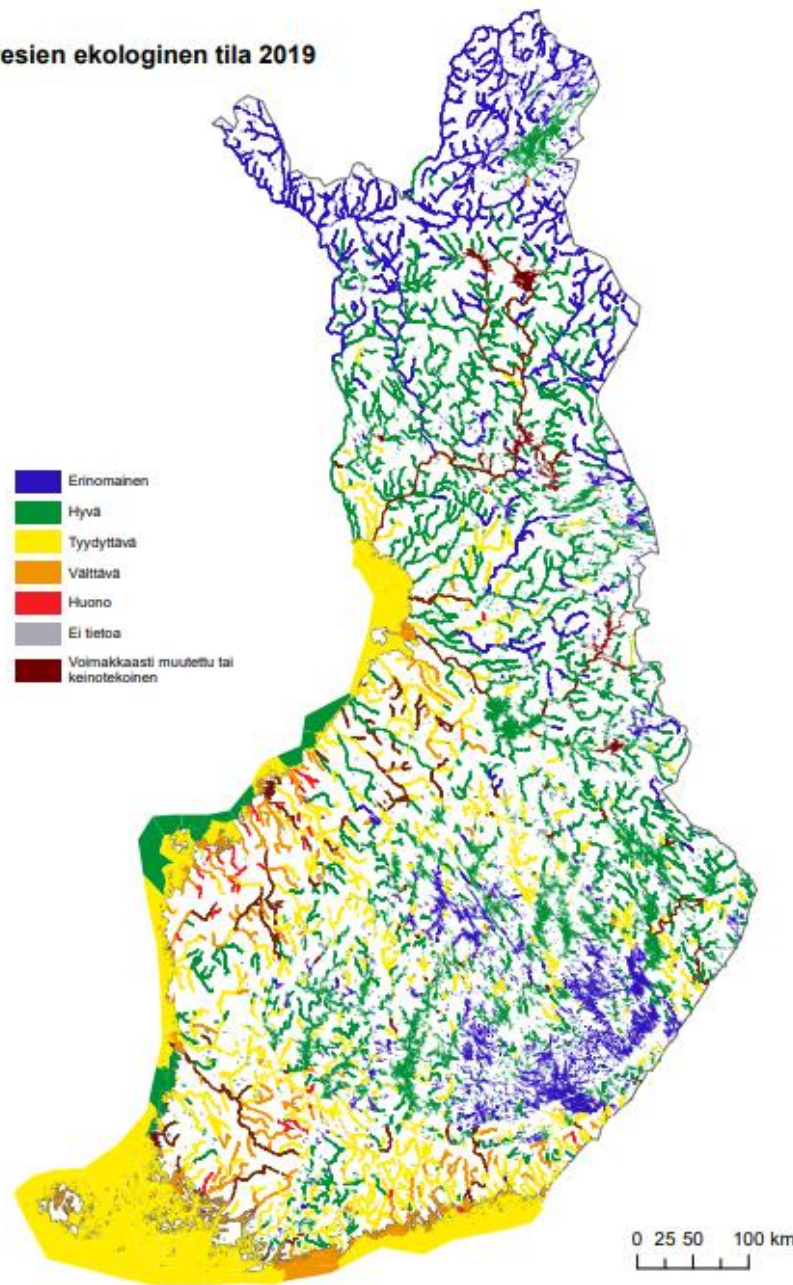 esien ekologinen tila 2019
Erinomainen
Hyvä
Tyydyttävä
Välttävä
Huono
Ei tietoa
Voimakkaasti muutettu tai
keinotekoinen
0 25 50 100 km